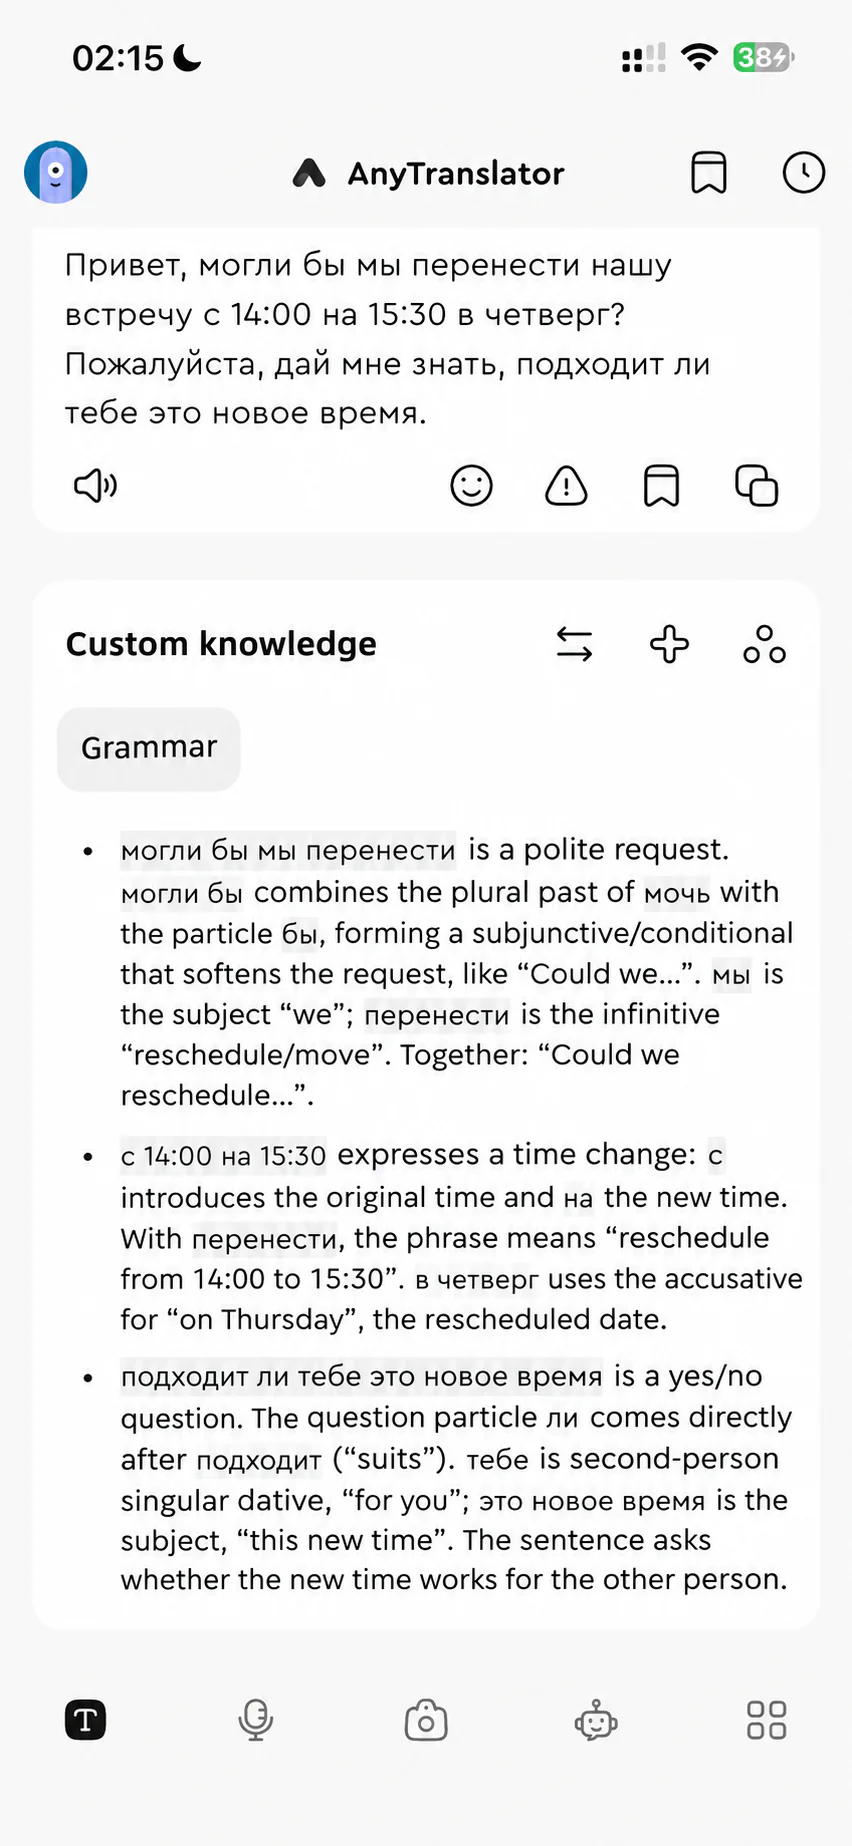 02:15
38
AnyTranslator
Привет, могли бы мы перенести нашу
встречу с 14:00 на 15:30 в четверг?
Пожалуйста, дай мне знать, подходит ли
тебе это новое время.
Custom knowledge
Grammar
• могли бы мы перенести is a polite request.
могли бы combines the plural past of мочь with
the particle бы, forming a subjunctive/conditional
that softens the request, like “Could we...”. мы is
the subject “we”; перенести is the infinitive
“reschedule/move”. Together: “Could we
reschedule...”.
• с 14:00 на 15:30 expresses a time change: с
introduces the original time and на the new time.
With перенести, the phrase means “reschedule
from 14:00 to 15:30”. в четверг uses the accusative
for “on Thursday”, the rescheduled date.
• подходит ли тебе это новое время is a yes/no
question. The question particle ли comes directly
after подходит (“suits”). тебе is second-person
singular dative, “for you”; это новое время is the
subject, “this new time”. The sentence asks
whether the new time works for the other person.
T